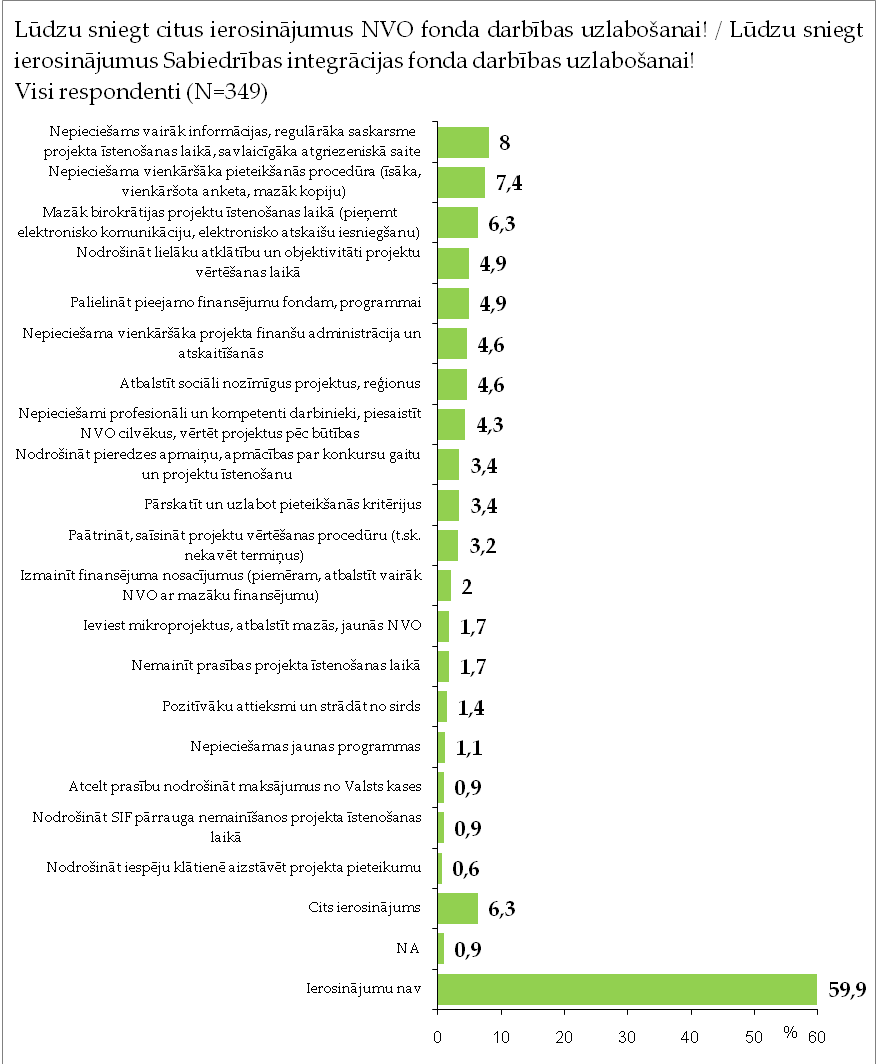 Lūdzu sniegt citus ierosinājumus NVO fonda darbības uzlabošanai! / Lūdzu sniegt
ierosinājumus Sabiedrības integrācijas fonda darbības uzlabošanai!
Visi respondenti (N=349)
Nepieciešams vairāk informācijas, regulārāka saskarsme
projekta īstenošanas laikā, savlaicīgāka atgriezeniskā saite
8
Nepieciešama vienkāršāka pieteikšanās procedūra (īsāka,
vienkāršota anketa, mazāk kopiju)
7,4
Mazāk birokrātijas projektu īstenošanas laikā (pieņemt
elektronisko komunikāciju, elektronisko atskaišu iesniegšanu)
6,3
Nodrošināt lielāku atklātību un objektivitāti projektu
vērtēšanas laikā
4,9
Palielināt pieejamo finansējumu fondam, programmai
4,9
Nepieciešama vienkāršāka projekta finanšu administrācija un
atskaitīšanās
4,6
Atbalstīt sociāli nozīmīgus projektus, reģionus
4,6
Nepieciešami profesionāli un kompetenti darbinieki, piesaistīt
NVO cilvēkus, vērtēt projektus pēc būtības
4,3
Nodrošināt pieredzes apmaiņu, apmācības par konkursu gaitu
un projektu īstenošanu
3,4
Pārskatīt un uzlabot pieteikšanās kritērijus
3,4
Paātrināt, saīsināt projektu vērtēšanas procedūru (t.sk.
nekavēt termiņus)
3,2
Izmainīt finansējuma nosacījumus (piemēram, atbalstīt vairāk
NVO ar mazāku finansējumu)
2
Ieviest mikroprojektus, atbalstīt mazās, jaunās NVO
1,7
Nemainīt prasības projekta īstenošanas laikā
1,7
Pozitīvāku attieksmi un strādāt no sirds
1,4
Nepieciešamas jaunas programmas
1,1
Atcelt prasību nodrošināt maksājumus no Valsts kases
0,9
Nodrošināt SIF pārrauga nemainīšanos projekta īstenošanas
laikā
0,9
Nodrošināt iespēju klātienē aizstāvēt projekta pieteikumu
0,6
Cits ierosinājums
6,3
NA
0,9
Ierosinājumu nav
59,9
0 10 20 30 40 50 % 60